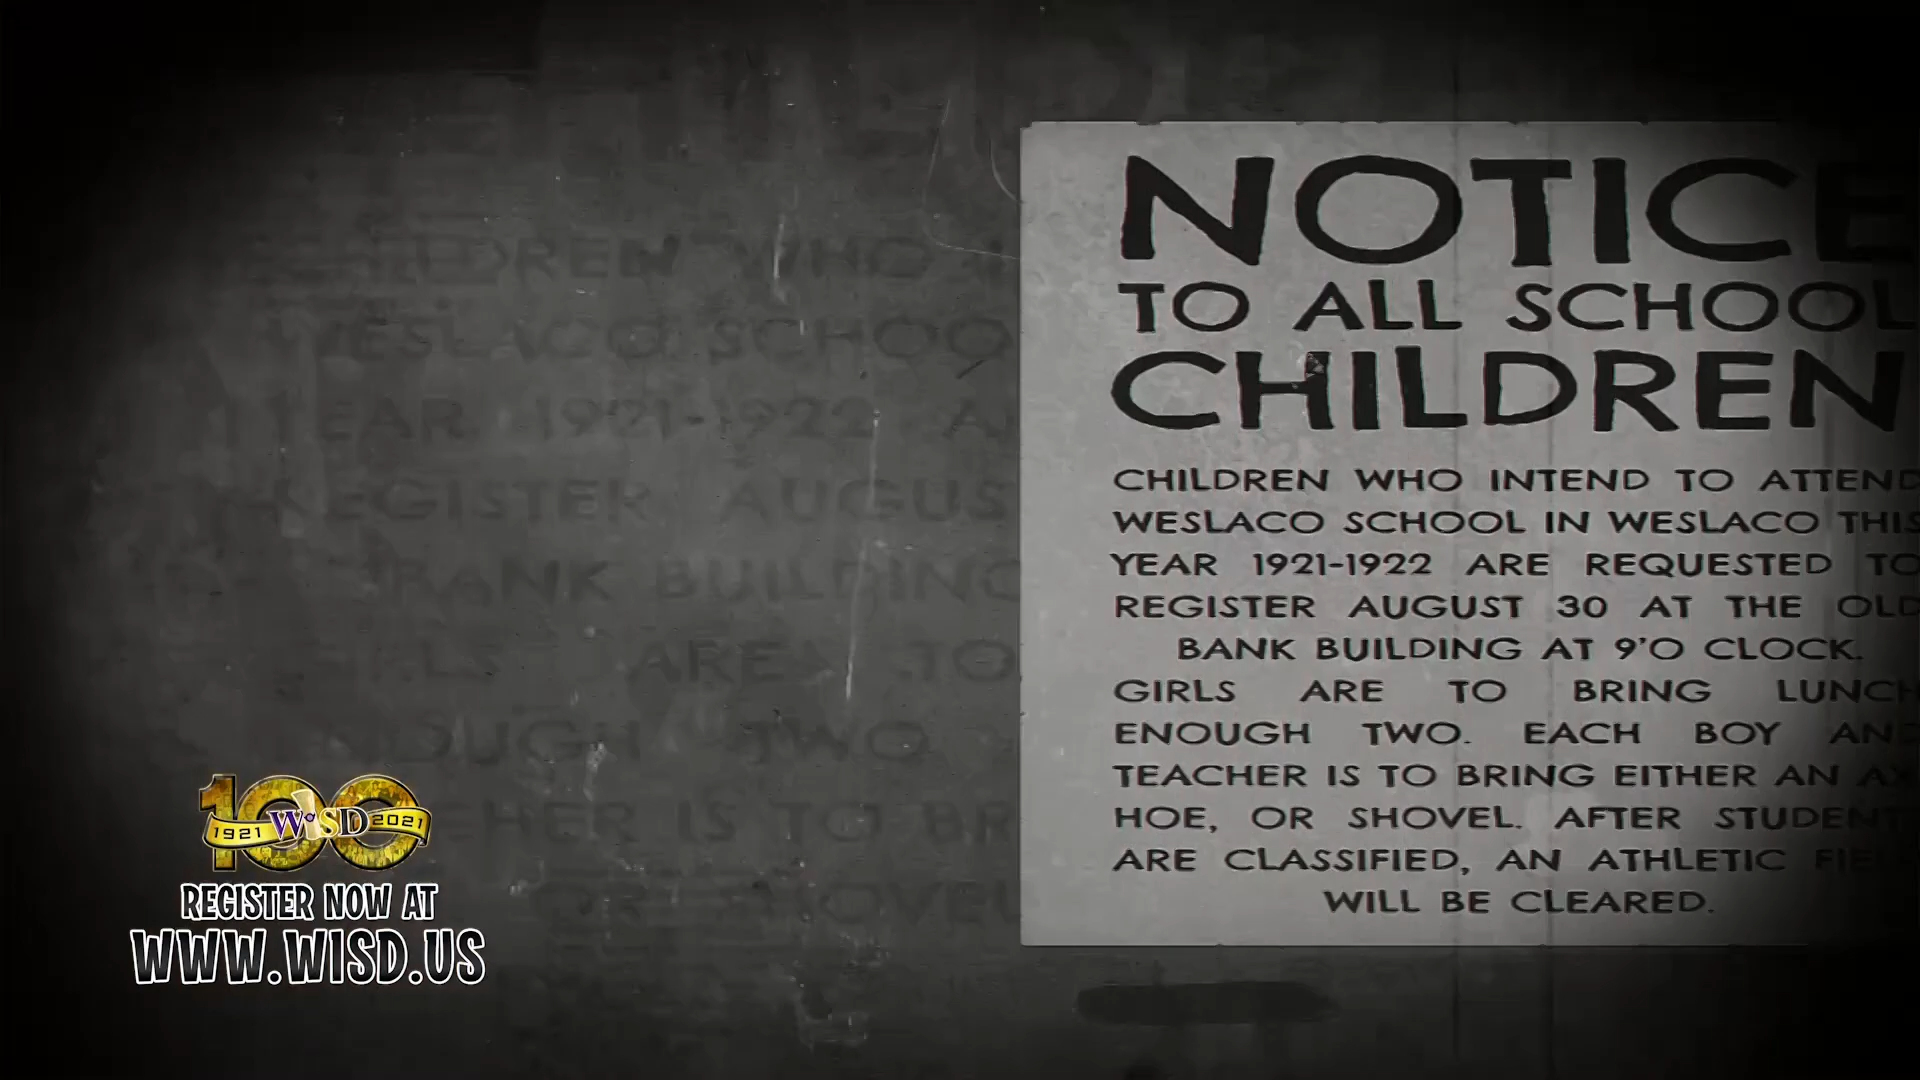 NOTICE
TO ALL SCHOOL
CHILDREN
CHILDREN WHO INTEND TO ATTEND
WESLACO SCHOOL IN WESLACO THIS
YEAR 1921-1922 ARE REQUESTED TO
REGISTER AUGUST 30 AT THE OLD
BANK BUILDING AT 9'O CLOCK.
GIRLS ARE TO BRING LUNCH
ENOUGH TWO. EACH BOY AND
TEACHER IS TO BRING EITHER AN AX
HOE, OR SHOVEL. AFTER STUDENT
ARE CLASSIFIED, AN ATHLETIC
WILL BE CLEARED.
100
1921 WISD 2021
REGISTER NOW AT
WWW.WISD.US